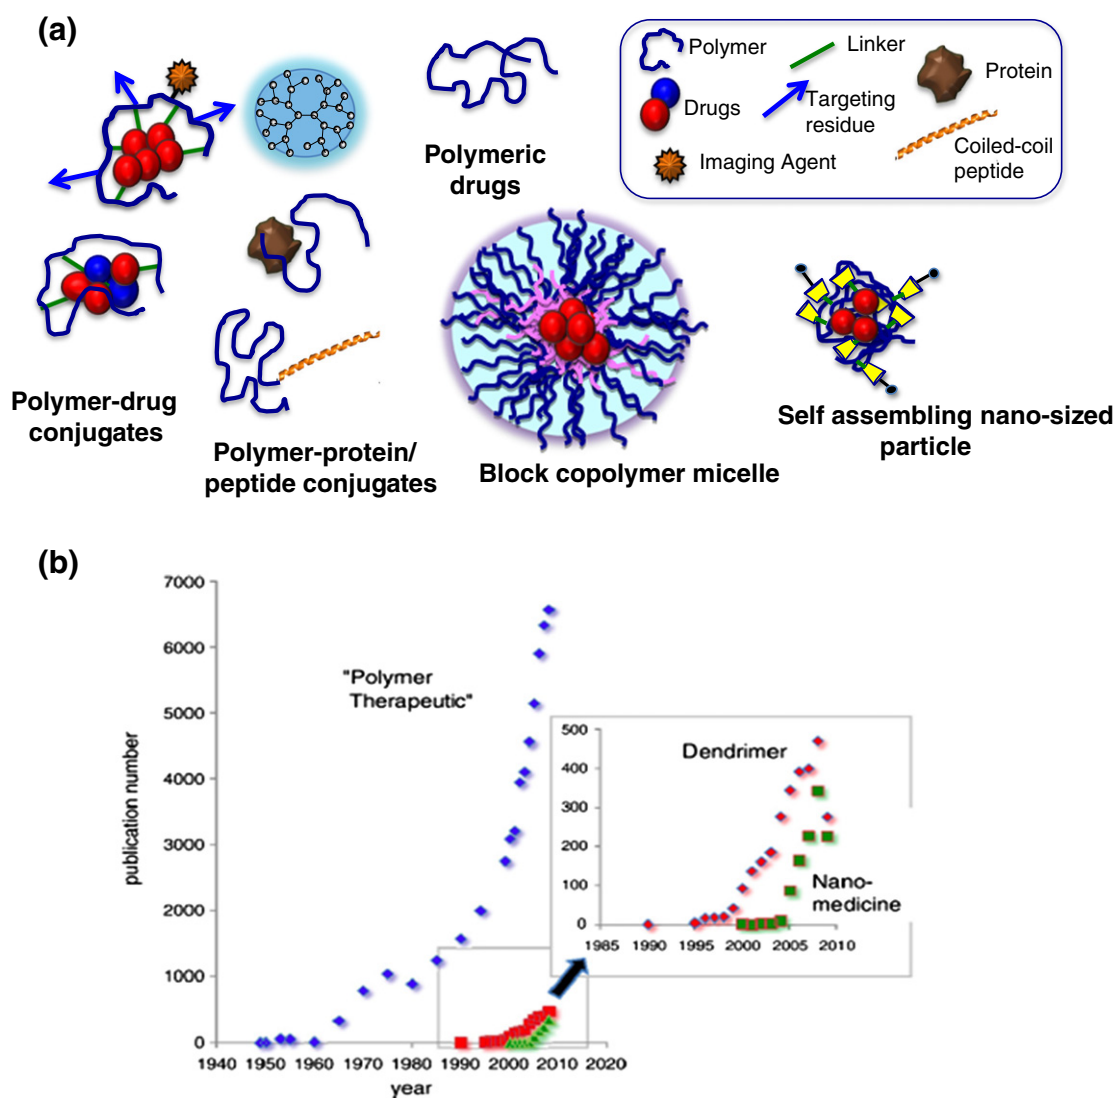 (a)
Polymer
Linker
Protein
Drugs
Targeting
residue
Imaging Agent
Coiled-coil
peptide
Polymeric
drugs
Polymer-drug
conjugates
Polymer-protein/
peptide conjugates
Block copolymer micelle
Self assembling nano-sized
particle
(b)
7000
6000
5000
4000
3000
2000
1000
0
publication number
1940 1950 1960 1970 1980 1990 2000 2010 2020
year
"Polymer
Therapeutic"
500
400
300
200
100
0
1985 1990 1995 2000 2005 2010
Dendrimer
Nano-
medicine